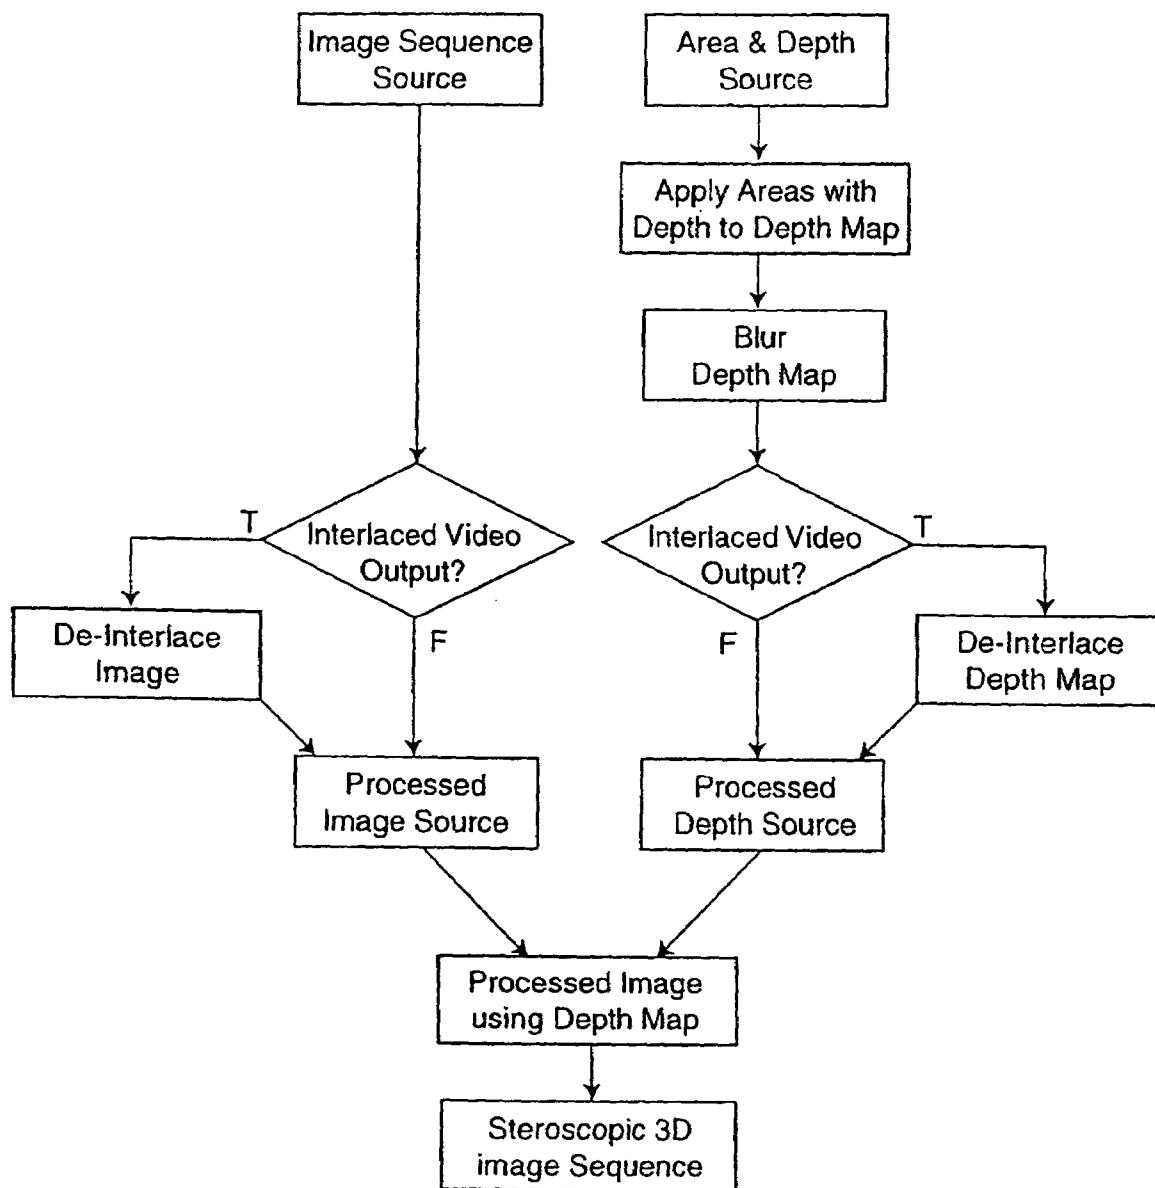 Image Sequence
Source
Area & Depth
Source
Apply Areas with
Depth to Depth Map
Blur
Depth Map
T
Interlaced Video
Output?
F
Interlaced Video
Output?
T
F
De-Interlace
Image
De-Interlace
Depth Map
Processed
Image Source
Processed
Depth Source
Processed Image
using Depth Map
Steroscopic 3D
image Sequence